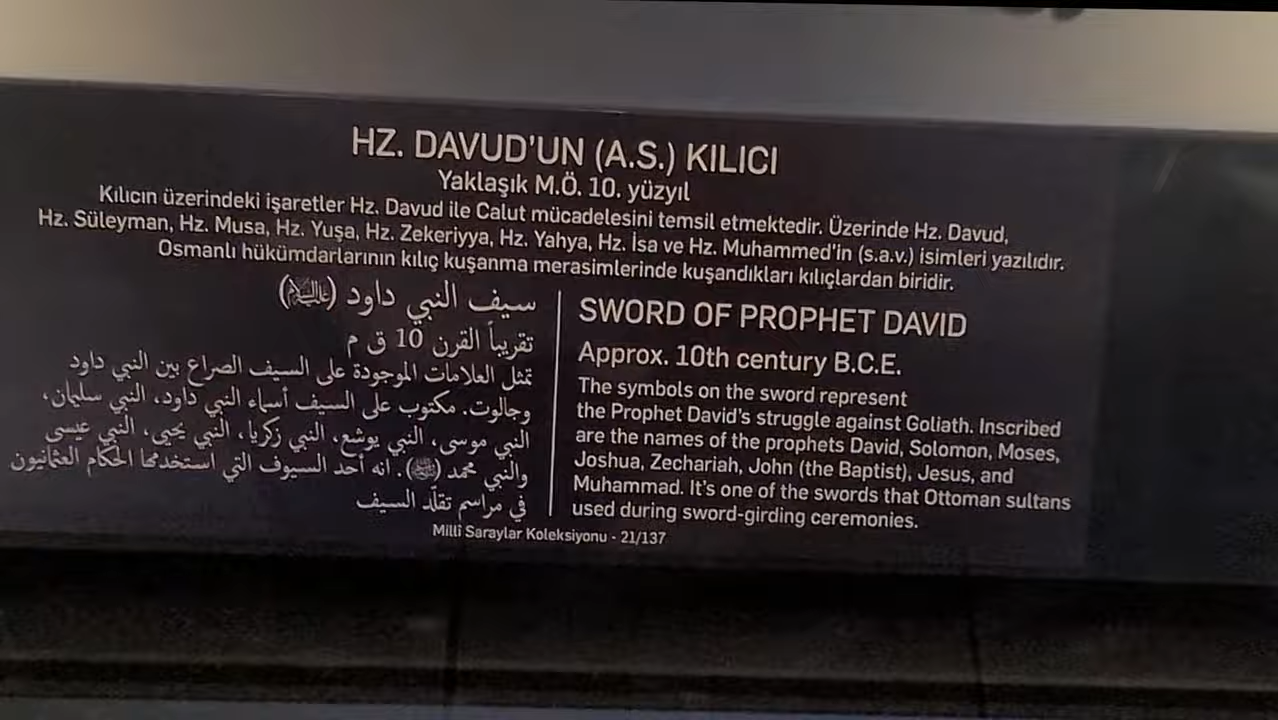 HZ. DAVUD'UN (A.S.) KILICI
Yaklaşık M.Ö. 10. yüzyıl
Kılıcın üzerindeki işaretler Hz. Davud ile Calut mücadelesini temsil etmektedir. Üzerinde Hz. Davud,
Hz. Süleyman, Hz. Musa, Hz. Yuşa, Hz. Zekeriyya, Hz. Yahya, Hz. İsa ve Hz. Muhammed'in (s.a.v.) isimleri yazılıdır.
Osmanlı hükümdarlarının kılıç kuşanma merasimlerinde kuşandıkları kılıçlardan biridir.
سيف النبي داود (عليه السلام)
تقريباً القرن 10 ق م
تمثل العلامات الموجودة على السيف الصراع بين النبي داود
وجالوت. مكتوب على السيف أسماء النبي داود، النبي سليمان،
النبي موسى، النبي يوشع، النبي زكريا، النبي يحيى، النبي عيسى
والنبي محمد (ﷺ). انه أحد السيوف التي استخدمها الحكام العثمانيون
في مراسم تقلّد السيف
SWORD OF PROPHET DAVID
Approx. 10th century B.C.E.
The symbols on the sword represent
the Prophet David's struggle against Goliath. Inscribed
are the names of the prophets David, Solomon, Moses,
Joshua, Zechariah, John (the Baptist), Jesus, and
Muhammad. It's one of the swords that Ottoman sultans
used during sword-girding ceremonies.
Millî Saraylar Koleksiyonu - 21/137